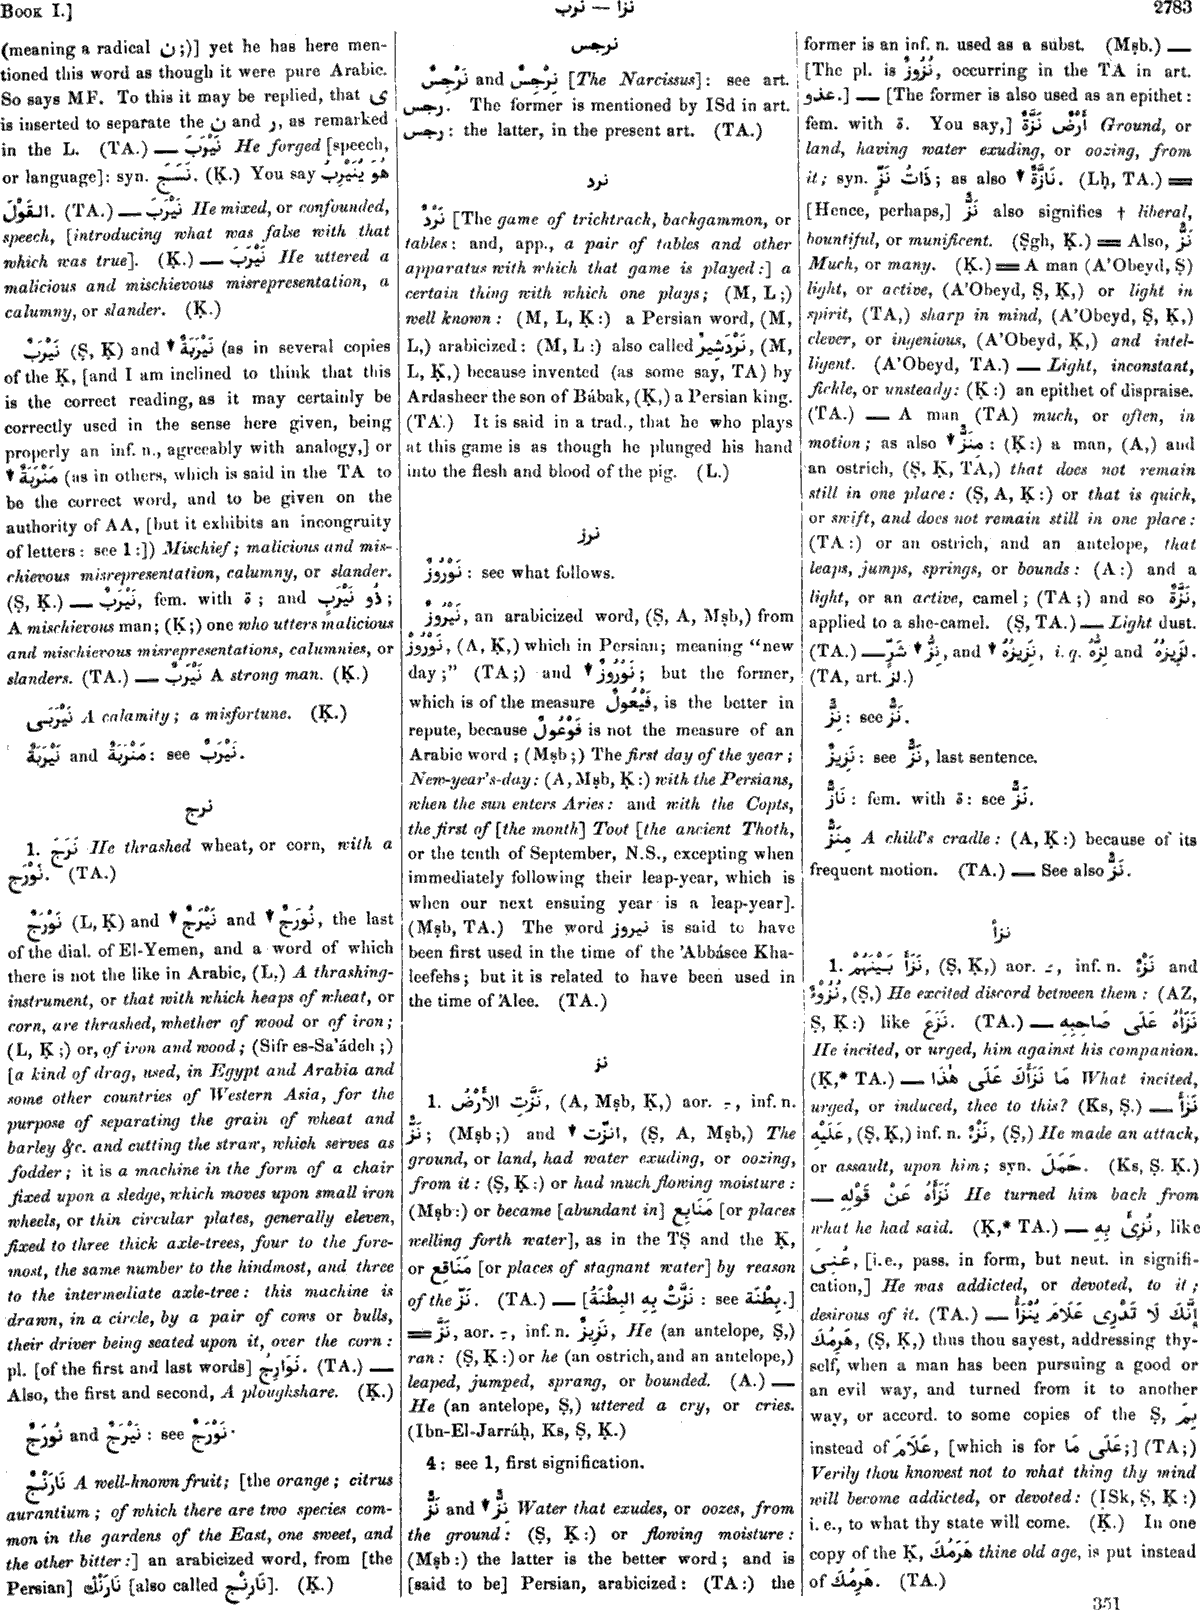 BOOK I.]
نرب — نزأ
2783
(meaning a radical ن;)] yet he has here men-
tioned this word as though it were pure Arabic.
So says MF. To this it may be replied, that ى
is inserted to separate the ن and ر, as remarked
in the L. (TA.) — نَيْرَبَ He forged [speech,
or language]: syn. نَسَجَ. (Ḳ.) You say هُوَ يُنَيْرِبُ
القَوْلَ. (TA.) — نَيْرَبَ He mixed, or confounded,
speech, [introducing what was false with that
which was true]. (Ḳ.) — نَيْرَبَ He uttered a
malicious and mischievous misrepresentation, a
calumny, or slander. (Ḳ.)
نَيْرَبٌ (Ṣ, Ḳ) and ▼ نَيْرَبَةٌ (as in several copies
of the Ḳ, [and I am inclined to think that this
is the correct reading, as it may certainly be
correctly used in the sense here given, being
properly an inf. n., agreeably with analogy,] or
▼ مَنْرَبَةٌ (as in others, which is said in the TA to
be the correct word, and to be given on the
authority of AA, [but it exhibits an incongruity
of letters: see 1:]) Mischief; malicious and mis-
chievous misrepresentation, calumny, or slander.
(Ṣ, Ḳ.) — نَيْرَبٌ, fem. with ة; and ذُو نَيْرَبٍ;
A mischievous man; (Ḳ;) one who utters malicious
and mischievous misrepresentations, calumnies, or
slanders. (TA.) — نَيْرَبٌ A strong man. (Ḳ.)
نَيْرَبَى A calamity; a misfortune. (Ḳ.)
نَيْرَبَةٌ and مَنْرَبَةٌ: see نَيْرَبٌ.
نرج
1. نَرَجَ He thrashed wheat, or corn, with a
نَوْرَج. (TA.)
نَوْرَجٌ (L, Ḳ) and ▼ نَيْرَجٌ and ▼ نُورَجٌ, the last
of the dial. of El-Yemen, and a word of which
there is not the like in Arabic, (L,) A thrashing-
instrument, or that with which heaps of wheat, or
corn, are thrashed, whether of wood or of iron;
(L, Ḳ;) or, of iron and wood; (Sifr es-Sa'ádeh;)
[a kind of drag, used, in Egypt and Arabia and
some other countries of Western Asia, for the
purpose of separating the grain of wheat and
barley &c. and cutting the straw, which serves as
fodder; it is a machine in the form of a chair
fixed upon a sledge, which moves upon small iron
wheels, or thin circular plates, generally eleven,
fixed to three thick axle-trees, four to the fore-
most, the same number to the hindmost, and three
to the intermediate axle-tree: this machine is
drawn, in a circle, by a pair of cows or bulls,
their driver being seated upon it, over the corn:
pl. [of the first and last words] نَوَارِجُ. (TA.) —
Also, the first and second, A ploughshare. (Ḳ.)
نُورَجٌ and نَيْرَجٌ: see نَوْرَجٌ.
نَارَنْجٌ A well-known fruit; [the orange; citrus
aurantium; of which there are two species com-
mon in the gardens of the East, one sweet, and
the other bitter:] an arabicized word, from [the
Persian] نَارَنْك [also called نَارِنْج]. (Ḳ.)
نرجس
نَرْجِسٌ and نِرْجِسٌ [The Narcissus]: see art.
رجس. The former is mentioned by ISd in art.
رجس: the latter, in the present art. (TA.)
نرد
نَرْدٌ [The game of tricktrack, backgammon, or
tables: and, app., a pair of tables and other
apparatus with which that game is played:] a
certain thing with which one plays; (M, L;)
well known: (M, L, Ḳ:) a Persian word, (M,
L,) arabicized: (M, L:) also called نَرْدَشِيرُ, (M,
L, Ḳ,) because invented (as some say, TA) by
Ardasheer the son of Bábak, (Ḳ,) a Persian king.
(TA.) It is said in a trad., that he who plays
at this game is as though he plunged his hand
into the flesh and blood of the pig. (L.)
نرز
نَوْرُوزٌ: see what follows.
نَيْرُوزٌ, an arabicized word, (Ṣ, A, Mṣb,) from
نَوْرُوزْ, (A, Ḳ,) which in Persian; meaning "new
day;" (TA;) and ▼ نَوْرُوزٌ; but the former,
which is of the measure فَيْعُولٌ, is the better in
repute, because فَوْعُولٌ is not the measure of an
Arabic word; (Mṣb;) The first day of the year;
New-year's-day: (A, Mṣb, Ḳ:) with the Persians,
when the sun enters Aries: and with the Copts,
the first of [the month] Toot [the ancient Thoth,
or the tenth of September, N.S., excepting when
immediately following their leap-year, which is
when our next ensuing year is a leap-year].
(Mṣb, TA.) The word نيروز is said to have
been first used in the time of the 'Abbásee Kha-
leefehs; but it is related to have been used in
the time of 'Alee. (TA.)
نز
1. نَزَّتِ الأَرْضُ, (A, Mṣb, Ḳ,) aor. ـِ, inf. n.
نَزٌّ; (Mṣb;) and ▼ انزّت, (Ṣ, A, Mṣb,) The
ground, or land, had water exuding, or oozing,
from it: (Ṣ, Ḳ:) or had much flowing moisture:
(Mṣb:) or became [abundant in] مَنَابِع [or places
welling forth water], as in the TṢ and the Ḳ,
or مَنَاقِع [or places of stagnant water] by reason
of the نَزّ. (TA.) — [نَزَّتْ بِهِ البِطْنَةُ: see بِطْنَة.]
═ نَزَّ, aor. ـِ, inf. n. نَزِيزٌ, He (an antelope, Ṣ,)
ran: (Ṣ, Ḳ:) or he (an ostrich, and an antelope,)
leaped, jumped, sprang, or bounded. (A.) —
He (an antelope, Ṣ,) uttered a cry, or cries.
(Ibn-El-Jarráḥ, Ks, Ṣ, Ḳ.)
4: see 1, first signification.
نَزٌّ and ▼ نِزٌّ Water that exudes, or oozes, from
the ground: (Ṣ, Ḳ:) or flowing moisture:
(Mṣb:) the latter is the better word; and is
[said to be] Persian, arabicized: (TA:) the
former is an inf. n. used as a subst. (Mṣb.) —
[The pl. is نُزُوزٌ, occurring in the TA in art.
عذو.] — [The former is also used as an epithet:
fem. with ة. You say,] أَرْضٌ نَزَّةٌ Ground, or
land, having water exuding, or oozing, from
it; syn. ذَاتُ نَزٍّ; as also ▼ نَازَّةٌ. (Lḥ, TA.) ═
[Hence, perhaps,] نَزٌّ also signifies † liberal,
bountiful, or munificent. (Ṣgh, Ḳ.) ═ Also, نَزٌّ
Much, or many. (Ḳ.) ═ A man (A'Obeyd, Ṣ)
light, or active, (A'Obeyd, Ṣ, Ḳ,) or light in
spirit, (TA,) sharp in mind, (A'Obeyd, Ṣ, Ḳ,)
clever, or ingenious, (A'Obeyd, Ḳ,) and intel-
ligent. (A'Obeyd, TA.) — Light, inconstant,
fickle, or unsteady: (Ḳ:) an epithet of dispraise.
(TA.) — A man (TA) much, or often, in
motion; as also ▼ مِنَزٌّ: (Ḳ:) a man, (A,) and
an ostrich, (Ṣ, Ḳ, TA,) that does not remain
still in one place: (Ṣ, A, Ḳ:) or that is quick,
or swift, and does not remain still in one place:
(TA:) or an ostrich, and an antelope, that
leaps, jumps, springs, or bounds: (A:) and a
light, or an active, camel; (TA;) and so نَزَّةٌ,
applied to a she-camel. (Ṣ, TA.) — Light dust.
(TA.) — نِزُّ شَرٍّ ▼, and ▼ نَزِيزُهُ, i. q. لِزُّهُ and لَزِيزُهُ.
(TA, art. لز.)
نِزٌّ: see نَزٌّ.
نَزِيزٌ: see نَزٌّ, last sentence.
نَازٌّ: fem. with ة: see نَزٌّ.
مِنَزٌّ A child's cradle: (A, Ḳ:) because of its
frequent motion. (TA.) — See also نَزٌّ.
نزأ
1. نَزَأَ بَيْنَهُمْ, (Ṣ, Ḳ,) aor. ـَ, inf. n. نَزْءٌ and
نُزُوْءٌ, (Ṣ,) He excited discord between them: (AZ,
Ṣ, Ḳ:) like نَزَغَ. (TA.) — نَزَأَهُ عَلَى صَاحِبِهِ
He incited, or urged, him against his companion.
(Ḳ,* TA.) — مَا نَزَأَكَ عَلَى هٰذَا What incited,
urged, or induced, thee to this? (Ks, Ṣ.) — نَزَأَ
عَلَيْهِ, (Ṣ, Ḳ,) inf. n. نَزْءٌ, (Ṣ,) He made an attack,
or assault, upon him; syn. حَمَلَ. (Ks, Ṣ, Ḳ.)
— نَزَأَهُ عَنْ قَوْلِهِ He turned him back from
what he had said. (Ḳ,* TA.) — نُزِئَ بِهِ, like
عُنِىَ, [i.e., pass. in form, but neut. in signifi-
cation,] He was addicted, or devoted, to it;
desirous of it. (TA.) — إِنَّكَ لَا تَدْرِى عَلَامَ يُنْزَأُ
هَرِمُكَ, (Ṣ, Ḳ,) thus thou sayest, addressing thy-
self, when a man has been pursuing a good or
an evil way, and turned from it to another
way, or accord. to some copies of the Ṣ, بِمَ
instead of عَلَامَ, [which is for عَلَى مَا;] (TA;)
Verily thou knowest not to what thing thy mind
will become addicted, or devoted: (ISk, Ṣ, Ḳ:)
i. e., to what thy state will come. (Ḳ.) In one
copy of the Ḳ, هَرَمُكَ thine old age, is put instead
of هَرِمُكَ. (TA.)
351